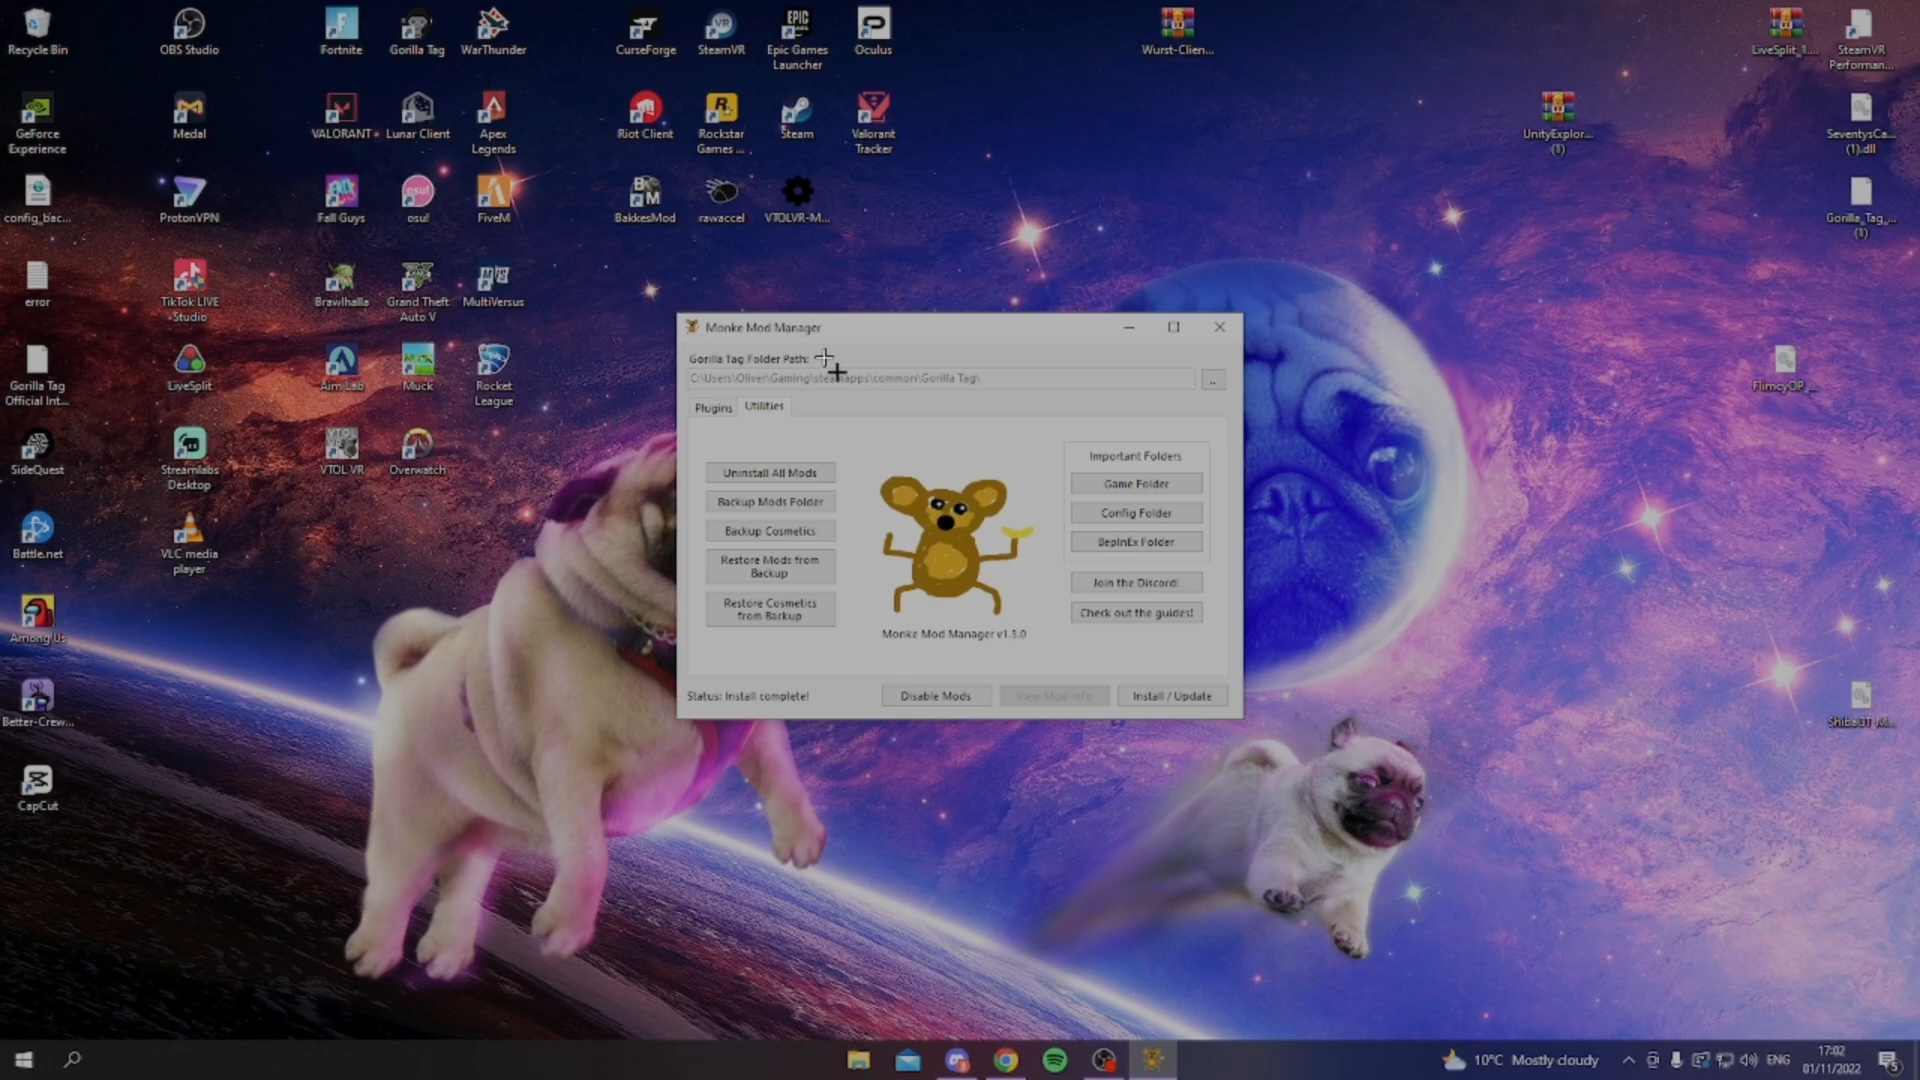 Recycle Bin
OBS Studio
Fortnite
Gorilla Tag
WarThunder
CurseForge
SteamVR
Epic Games
Launcher
Oculus
Wurst-Clien...
LiveSplit_1....
SteamVR
Performan...
GeForce
Experience
Medal
VALORANT
Lunar Client
Apex
Legends
Riot Client
Rockstar
Games ...
Steam
Valorant
Tracker
UnityExplor...
(1)
SeventysCa...
(1).dll
config_bac...
ProtonVPN
Fall Guys
osu!
FiveM
BakkesMod
rawaccel
VTOLVR-M...
Gorilla_Tag_...
(1)
error
TikTok LIVE
Studio
Brawlhalla
Grand Theft
Auto V
MultiVersus
Gorilla Tag
Official Int...
LiveSplit
Aim Lab
Muck
Rocket
League
FlimcyOP_...
SideQuest
Streamlabs
Desktop
VTOL VR
Overwatch
Battle.net
VLC media
player
Among Us
Better-Crew...
ShibaGT_M...
CapCut
Monke Mod Manager
Gorilla Tag Folder Path:
C:\Users\Oliver\Gaming\steamapps\common\Gorilla Tag\
..
Plugins
Utilities
Uninstall All Mods
Backup Mods Folder
Backup Cosmetics
Restore Mods from
Backup
Restore Cosmetics
from Backup
Monke Mod Manager v1.3.0
Important Folders
Game Folder
Config Folder
BepInEx Folder
Join the Discord!
Check out the guides!
Status: Install complete!
Disable Mods
View Mod Info
Install / Update
10°C Mostly cloudy
ENG
17:02
01/11/2022
5